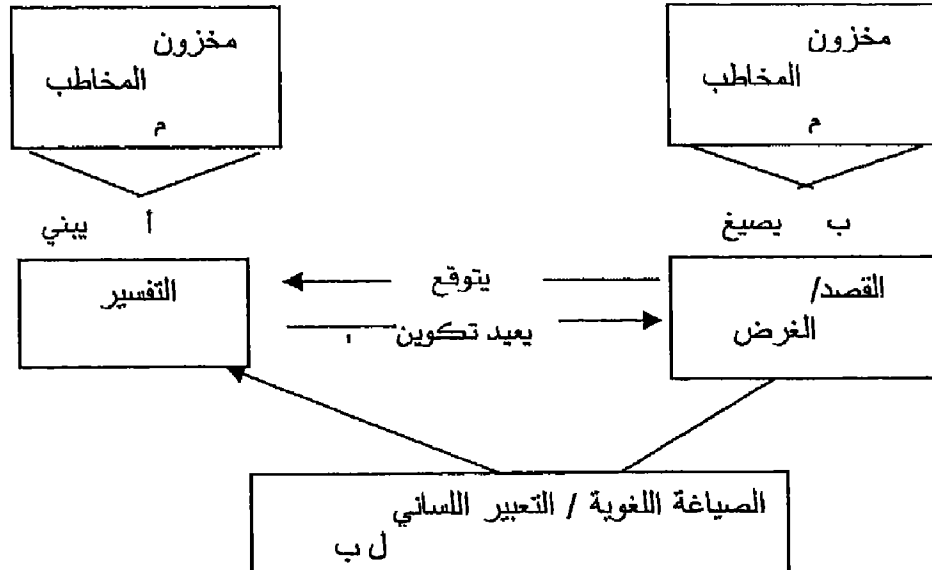 مخزون
المخاطب
م
مخزون
المخاطب
م
ب يصيغ
أ يبني
القصد/
الغرض
يتوقع
يعيد تكوين
التفسير
الصياغة اللغوية / التعبير اللساني
ل ب